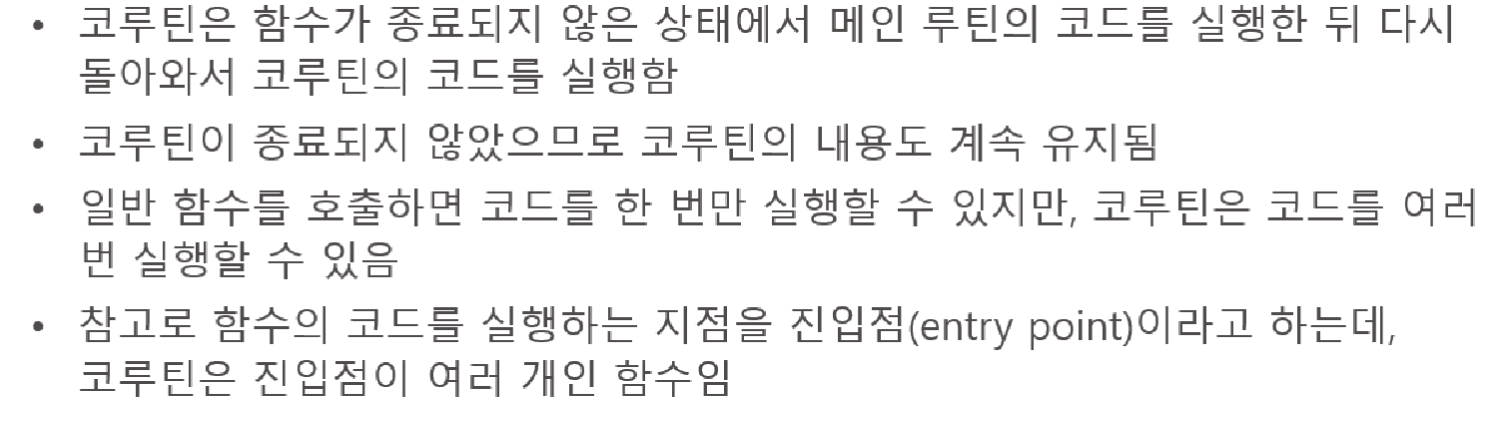 • 코루틴은 함수가 종료되지 않은 상태에서 메인 루틴의 코드를 실행한 뒤 다시
돌아와서 코루틴의 코드를 실행함
• 코루틴이 종료되지 않았으므로 코루틴의 내용도 계속 유지됨
• 일반 함수를 호출하면 코드를 한 번만 실행할 수 있지만, 코루틴은 코드를 여러
번 실행할 수 있음
• 참고로 함수의 코드를 실행하는 지점을 진입점(entry point)이라고 하는데,
코루틴은 진입점이 여러 개인 함수임